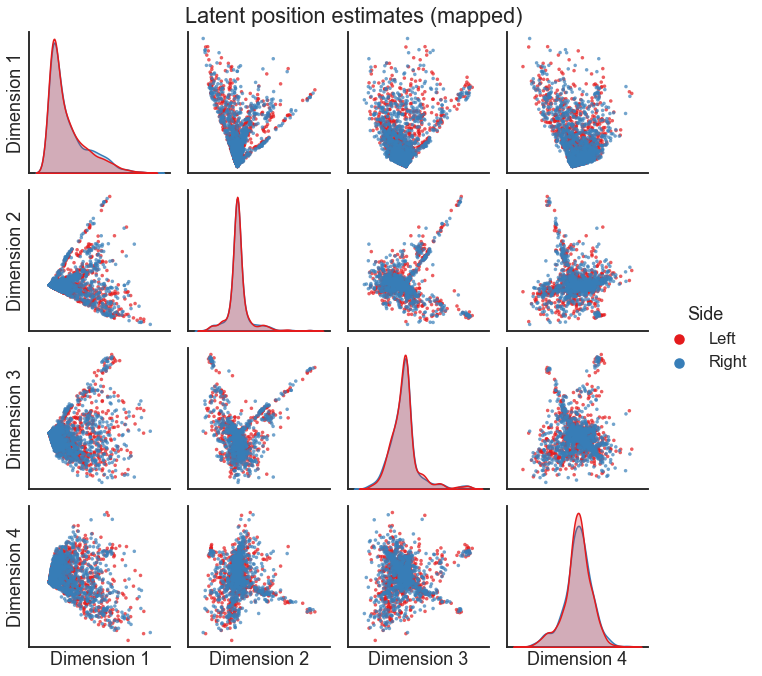 Latent position estimates (mapped)
Dimension 1
Dimension 2
Side
Left
Right
Dimension 3
Dimension 4
Dimension 1
Dimension 2
Dimension 3
Dimension 4